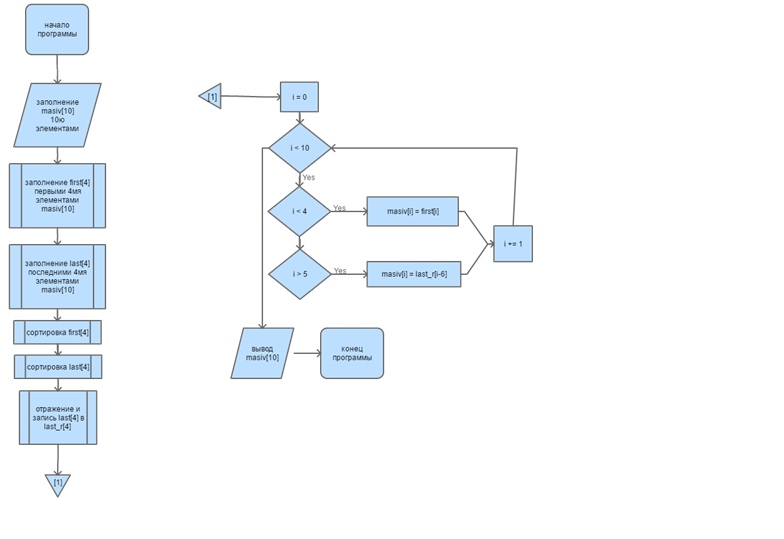 начало
программы
заполнение
masiv[10]
10ю
элементами
заполнение first[4]
первыми 4мя
элементами
masiv[10]
заполнение last[4]
последними 4мя
элементами
masiv[10]
сортировка first[4]
сортировка last[4]
отражение и
запись last[4] в
last_r[4]
[1]
[1]
i = 0
i < 10
Yes
i < 4
Yes
masiv[i] = first[i]
i += 1
i > 5
Yes
masiv[i] = last_r[i-6]
вывод
masiv[10]
конец
программы